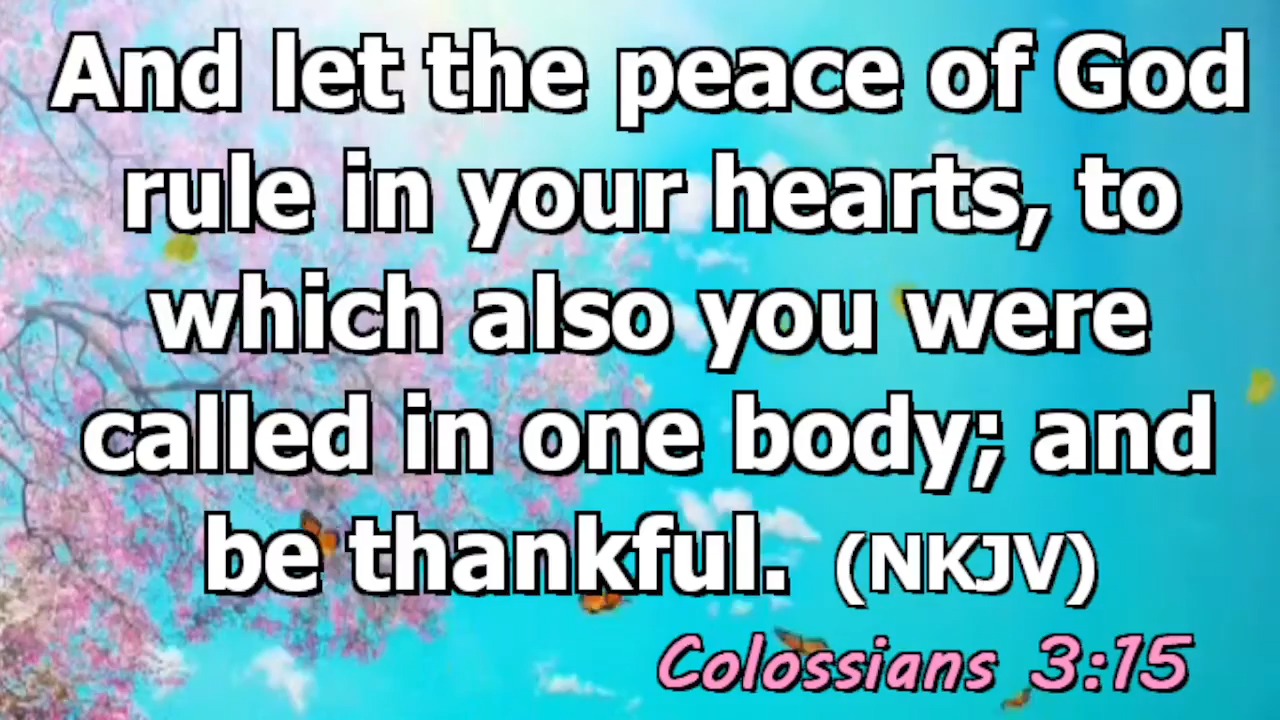 And let the peace of God
rule in your hearts, to
which also you were
called in one body; and
be thankful. (NKJV)
Colossians 3:15